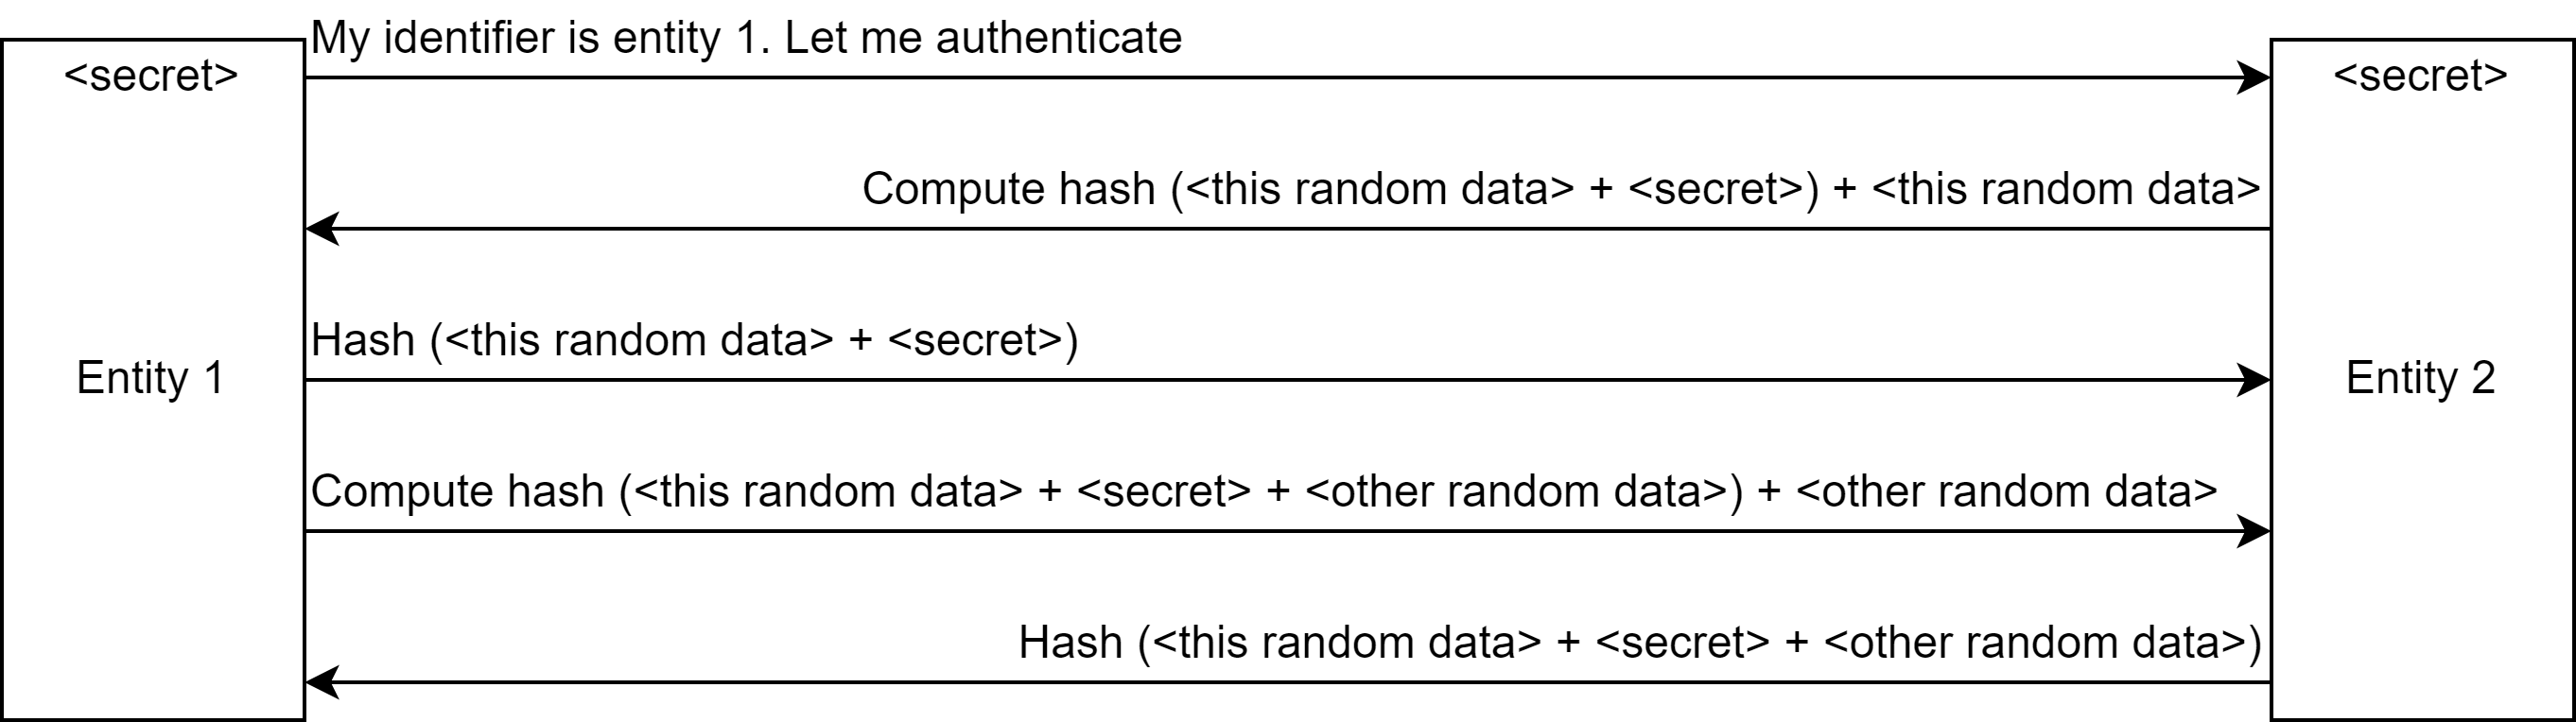 My identifier is entity 1. Let me authenticate
<secret>
<secret>
Compute hash (<this random data> + <secret>) + <this random data>
Hash (<this random data> + <secret>)
Entity 1
Entity 2
Compute hash (<this random data> + <secret> + <other random data>) + <other random data>
Hash (<this random data> + <secret> + <other random data>)